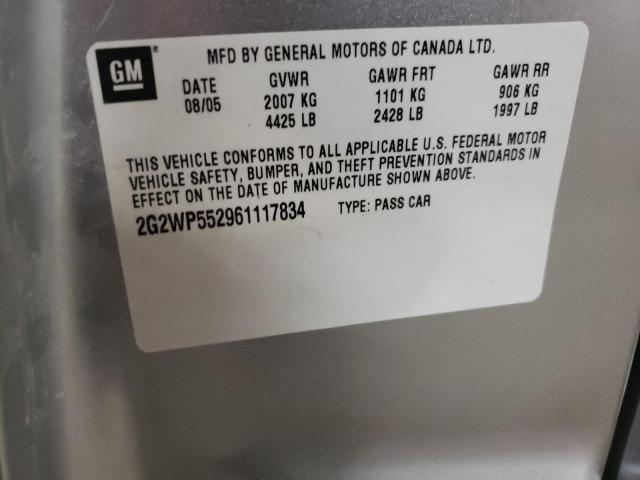 GM ®
MFD BY GENERAL MOTORS OF CANADA LTD.
DATE GVWR GAWR FRT GAWR RR
08/05 2007 KG 1101 KG 906 KG
4425 LB 2428 LB 1997 LB
THIS VEHICLE CONFORMS TO ALL APPLICABLE U.S. FEDERAL MOTOR
VEHICLE SAFETY, BUMPER, AND THEFT PREVENTION STANDARDS IN
EFFECT ON THE DATE OF MANUFACTURE SHOWN ABOVE.
2G2WP552961117834 TYPE: PASS CAR